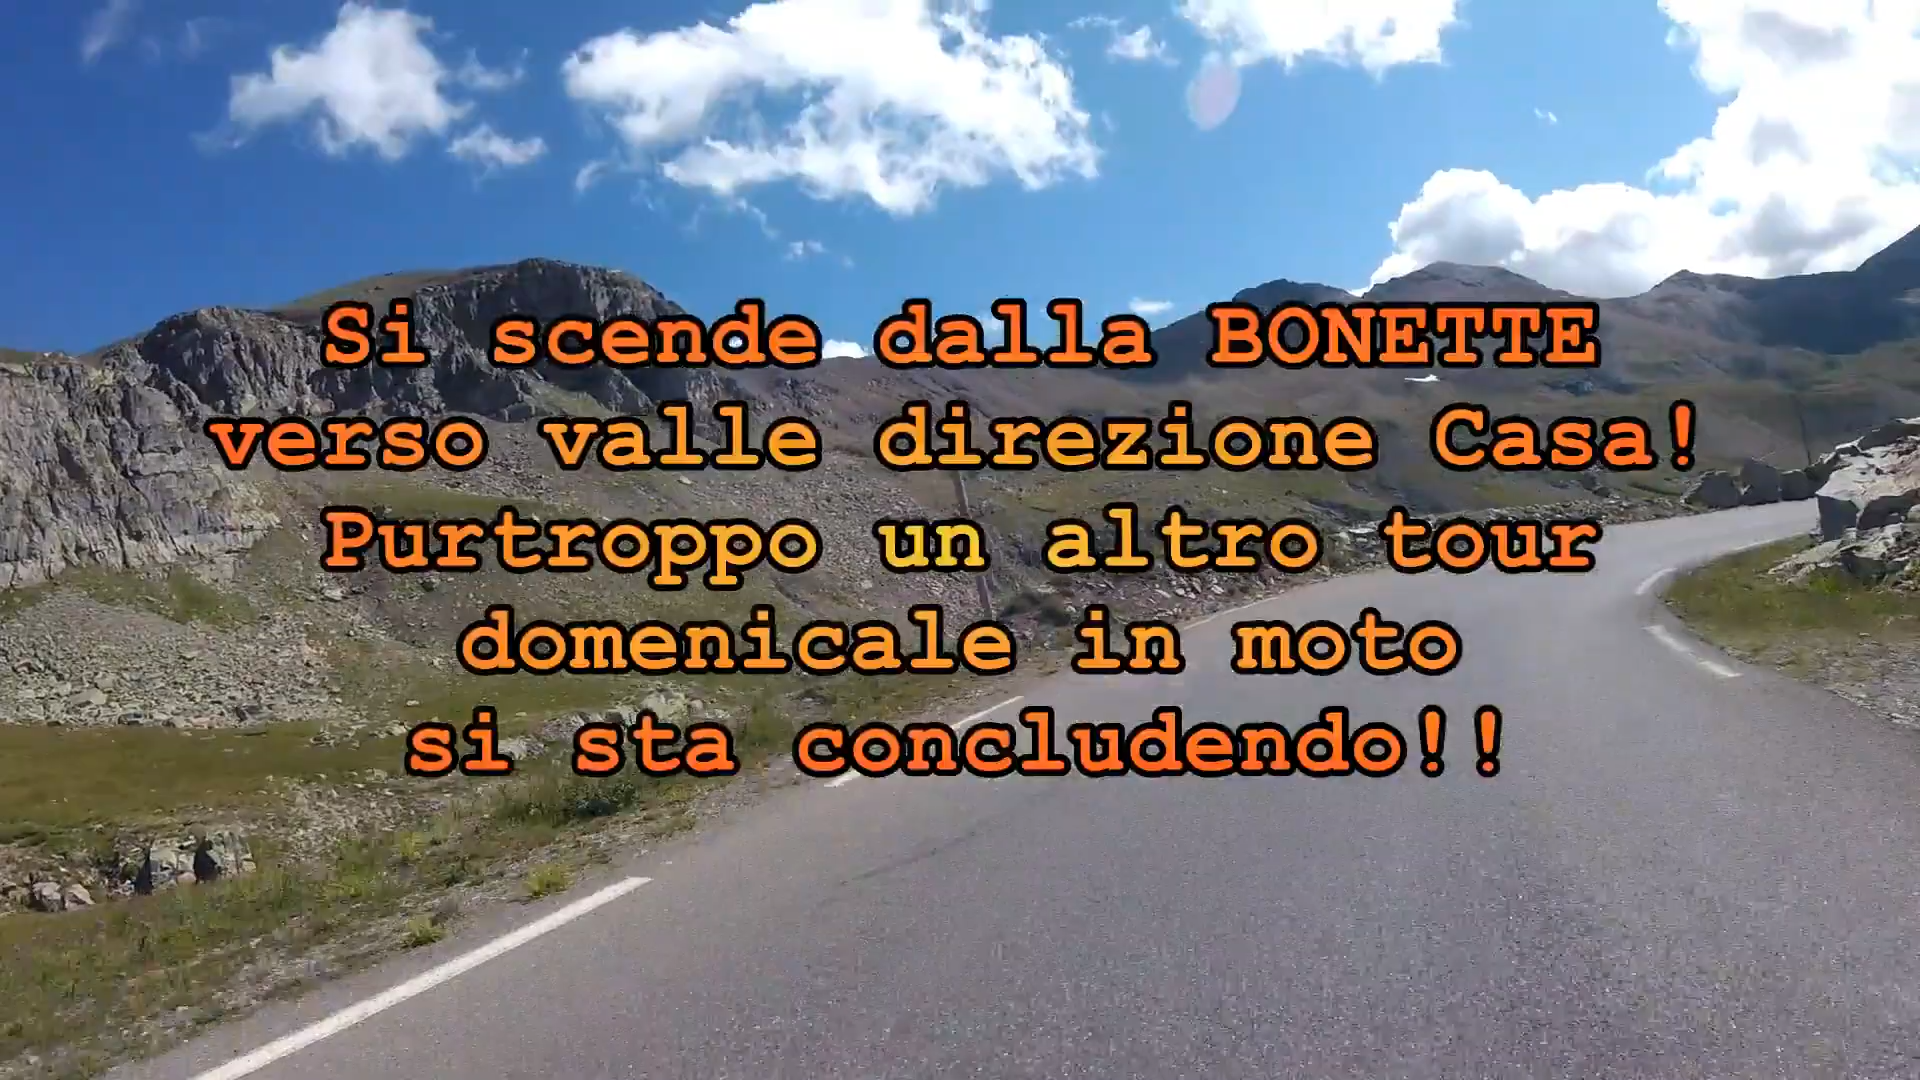 Si scende dalla BONETTE
verso valle direzione Casa!
Purtroppo un altro tour
domenicale in moto
si sta concludendo!!